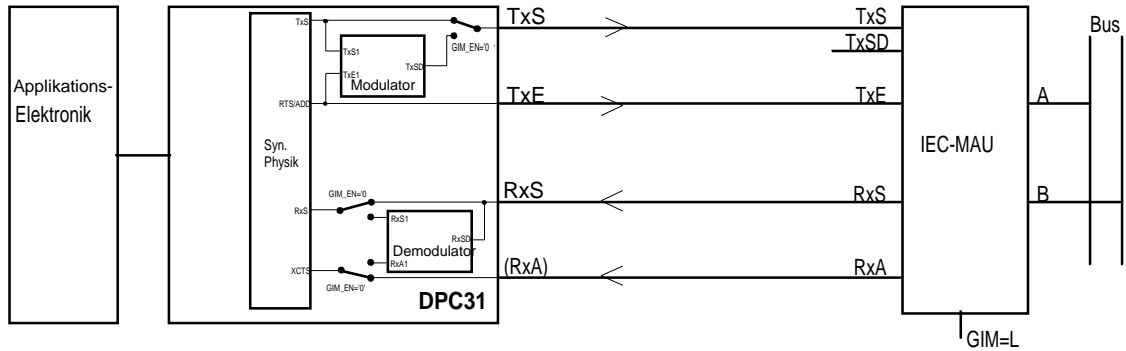 Applikations-
Elektronik
Syn.
Physik
TxS
RTS/ADD
RxS
XCTS
TxS1
TxE1
TxSD
Modulator
GIM_EN='0'
GIM_EN='0
RxS1
RxSD
Demodulator
RxA1
GIM_EN='0'
DPC31
TxS
TxE
RxS
(RxA)
TxS
TxSD
TxE
RxS
RxA
IEC-MAU
GIM=L
A
B
Bus